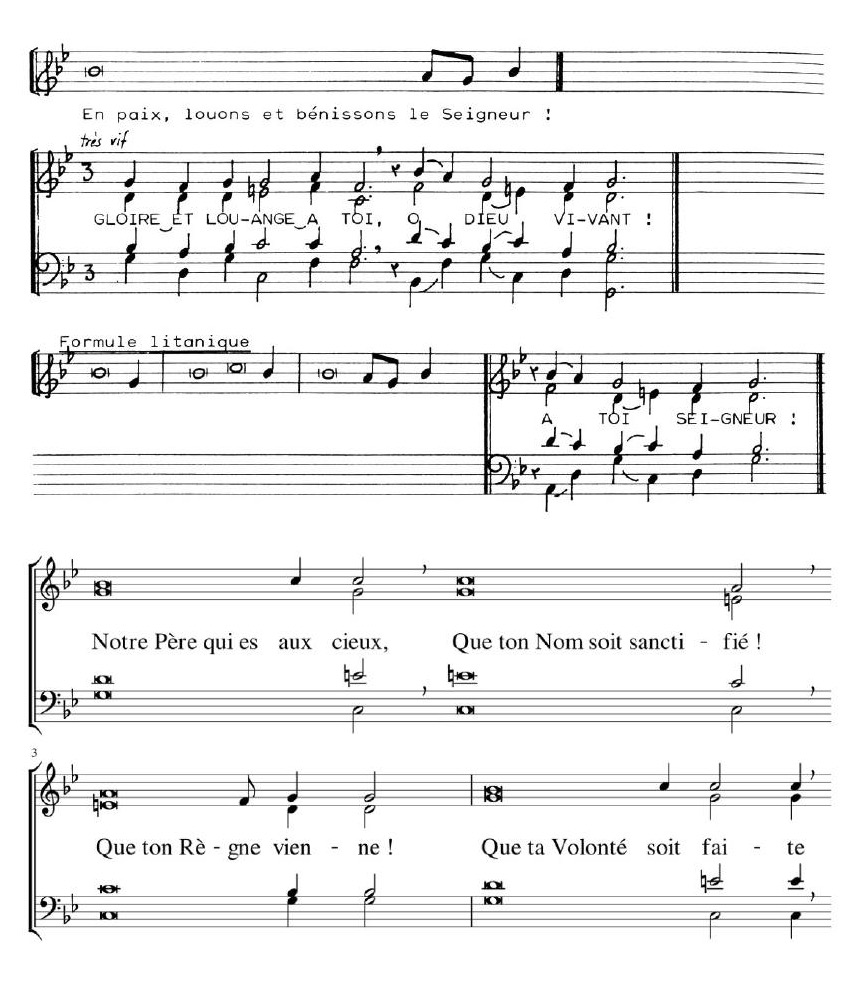 En paix, louons et bénissons le Seigneur !
très vif
3
GLOIRE ET LOU-ANGE A TOI, O DIEU VI-VANT !
3
Formule litanique
A TOI SEI-GNEUR :
Notre Père qui es aux cieux, Que ton Nom soit sancti - fié !
3
Que ton Rè - gne vien - ne ! Que ta Volonté soit fai - te